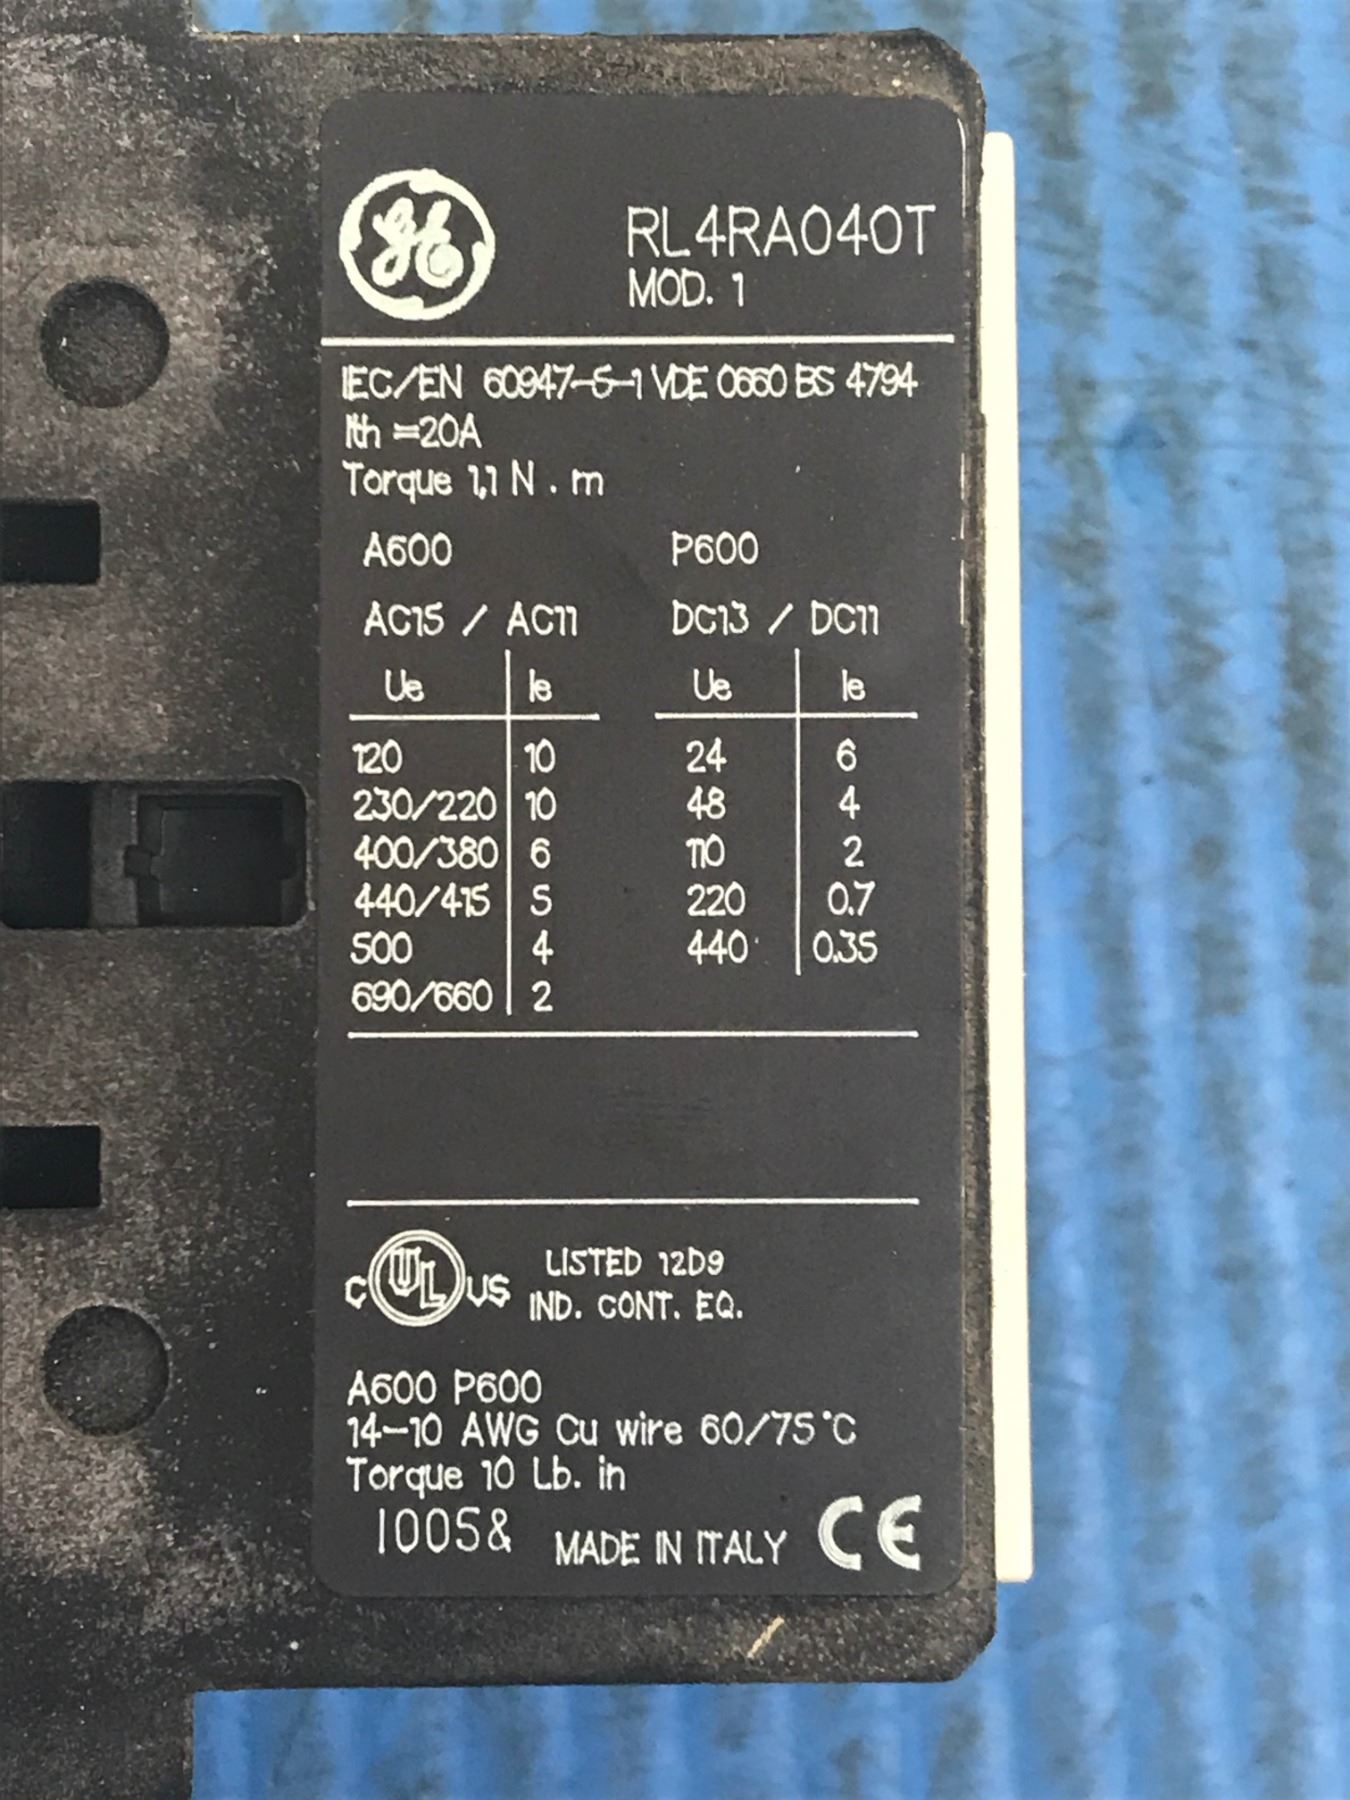 GE
RL4RA040T
MOD. 1
IEC/EN 60947-5-1 VDE 0660 BS 4794
Ith =20A
Torque 1,1 N . m
A600 P600
AC15 / AC11 DC13 / DC11
Ue Ie Ue Ie
120 10 24 6
230/220 10 48 4
400/380 6 110 2
440/415 5 220 0.7
500 4 440 0.35
690/660 2
C UL US LISTED 12D9
IND. CONT. EQ.
A600 P600
14-10 AWG Cu wire 60/75°C
Torque 10 Lb. in
1005& MADE IN ITALY CE